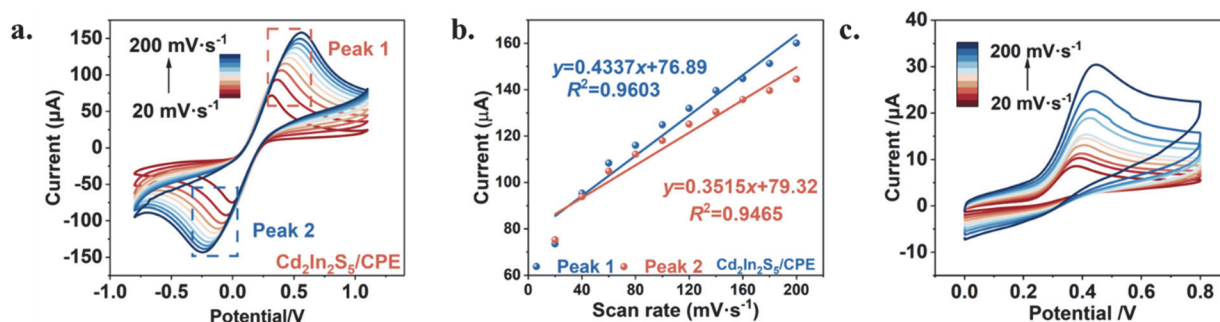 a.
200 mV·s⁻¹
20 mV·s⁻¹
Peak 1
Peak 2
Cd₂In₂S₅/CPE
Current (µA)
150
100
50
0
-50
-100
-150
-1.0
-0.5
0.0
0.5
1.0
Potential/V
b.
y=0.4337x+76.89
R²=0.9603
y=0.3515x+79.32
R²=0.9465
Peak 1
Peak 2
Cd₂In₂S₅/CPE
Current (µA)
160
140
120
100
80
60
0
40
80
120
160
200
Scan rate (mV·s⁻¹)
c.
200 mV·s⁻¹
20 mV·s⁻¹
Current /µA
40
30
20
10
0
-10
0.0
0.2
0.4
0.6
0.8
Potential /V